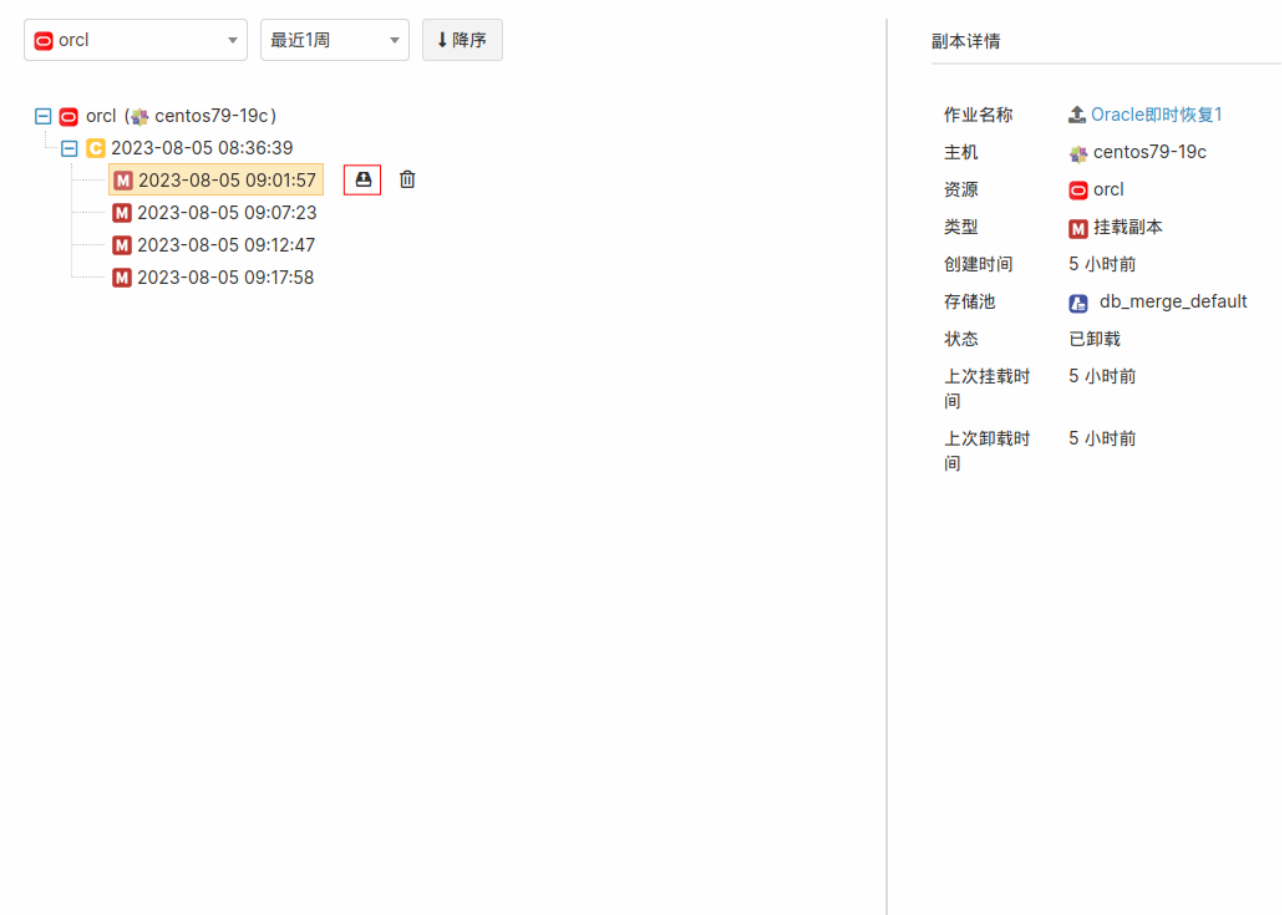 orcl 最近1周 降序
orcl (centos79-19c)
C 2023-08-05 08:36:39
M 2023-08-05 09:01:57
M 2023-08-05 09:07:23
M 2023-08-05 09:12:47
M 2023-08-05 09:17:58
副本详情
作业名称 Oracle即时恢复1
主机 centos79-19c
资源 orcl
类型 M 挂载副本
创建时间 5 小时前
存储池 db_merge_default
状态 已卸载
上次挂载时 5 小时前
间
上次卸载时 5 小时前
间